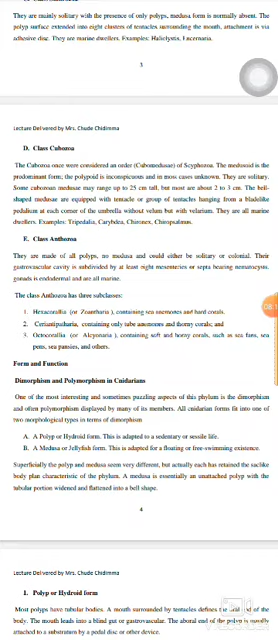 They are mainly solitary with the presence of only polyps, medusa form is normally absent. The
polyp surface extended into eight clusters of tentacles surrounding the mouth, attachment is via
adhesive disc. They are marine dwellers. Examples: Haliclystis, Lucernaria.
3
Lecture Delivered by Mrs. Chude Chidimma
D. Class Cubozoa
The Cubozoa once were considered an order (Cubomedusae) of Scyphozoa. The medusoid is the
predominant form; the polypoid is inconspicuous and in most cases unknown. They are solitary.
Some cubozoan medusae may range up to 25 cm tall, but most are about 2 to 3 cm. The bell-
shaped medusae are equipped with tentacle or group of tentacles hanging from a bladelike
pedalium at each corner of the umbrella without velum but with velarium. They are all marine
dwellers. Examples: Tripedalia, Carybdea, Chironex, Chiropsalmus.
E. Class Anthozoa
They are made of all polyps, no medusa and could either be solitary or colonial. Their
gastrovascular cavity is subdivided by at least eight mesenteries or septa bearing nematocysts,
gonads is endodermal and are all marine.
The class Anthozoa has three subclasses:
1. Hexacorallia (or Zoantharia ), containing sea anemones and hard corals,
2. Ceriantipatharia, containing only tube anemones and thorny corals; and
3. Octocorallia (or Alcyonaria ), containing soft and horny corals, such as sea fans, sea
pens, sea pansies, and others.
Form and Function
Dimorphism and Polymorphism in Cnidarians
One of the most interesting and sometimes puzzling aspects of this phylum is the dimorphism
and often polymorphism displayed by many of its members. All cnidarian forms fit into one of
two morphological types in terms of dimorphism
A. A Polyp or Hydroid form. This is adapted to a sedentary or sessile life.
B. A Medusa or Jellyfish form. This is adapted for a floating or free-swimming existence.
Superficially the polyp and medusa seem very different, but actually each has retained the saclike
body plan characteristic of the phylum. A medusa is essentially an unattached polyp with the
tubular portion widened and flattened into a bell shape.
4
Lecture Delivered by Mrs. Chude Chidimma
1. Polyp or Hydroid form
Most polyps have tubular bodies. A mouth surrounded by tentacles defines the oral end of the
body. The mouth leads into a blind gut or gastrovascular. The aboral end of the polyp is usually
attached to a substratum by a pedal disc or other device.